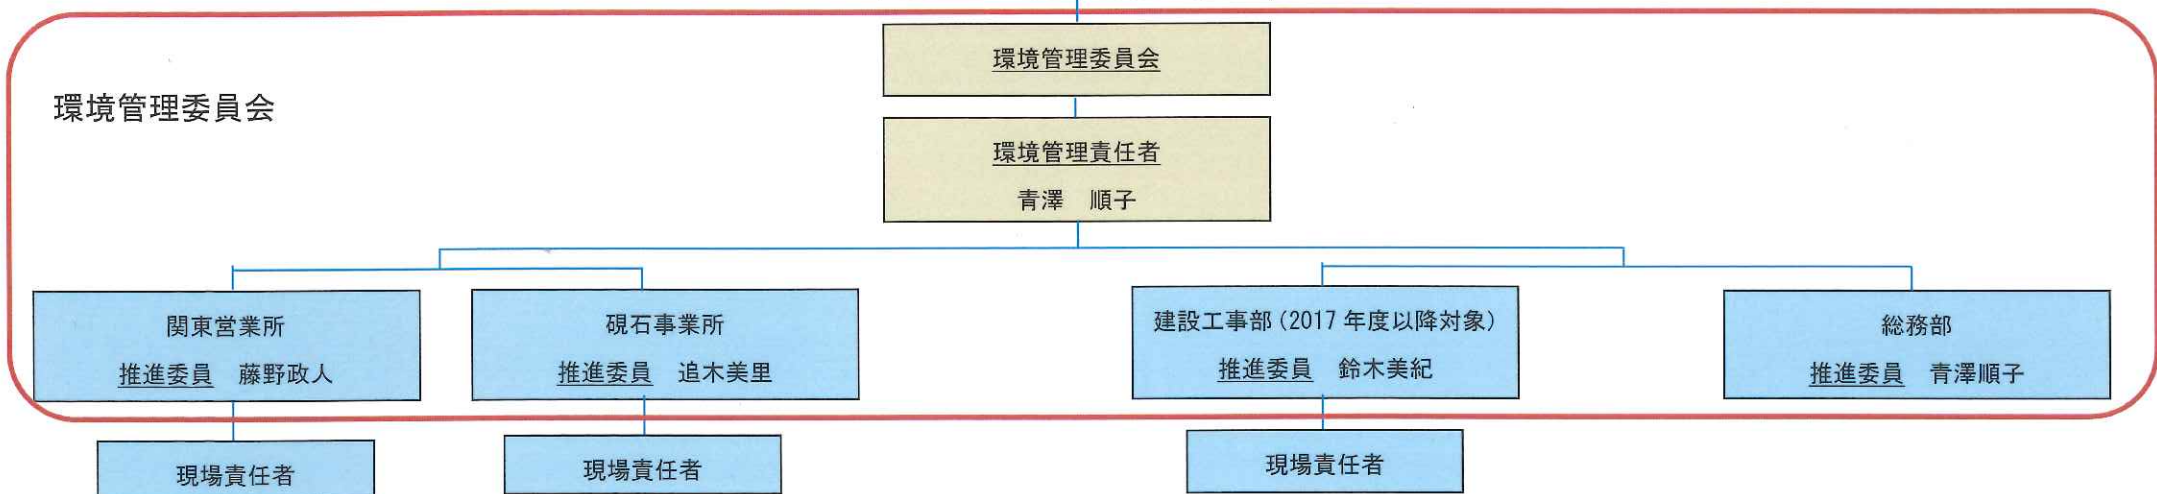 環境管理委員会
環境管理委員会
環境管理責任者
青澤　順子
関東営業所
推進委員　藤野政人
硯石事業所
推進委員　追木美里
建設工事部（2017 年度以降対象）
推進委員　鈴木美紀
総務部
推進委員　青澤順子
現場責任者
現場責任者
現場責任者